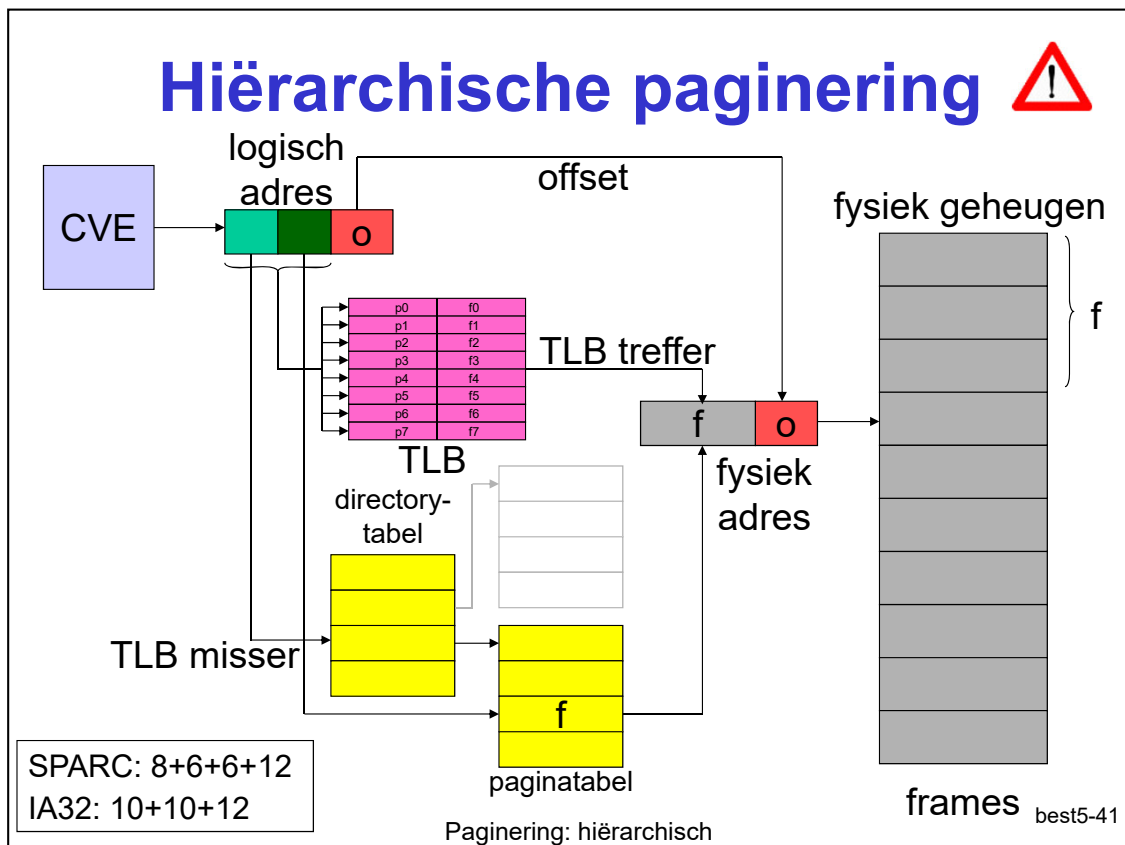 Hiërarchische paginering
!
logisch
adres
offset
CVE
o
fysiek geheugen
f
p0 f0
p1 f1
p2 f2
p3 f3
p4 f4
p5 f5
p6 f6
p7 f7
TLB treffer
TLB
f o
fysiek
adres
directory-
tabel
TLB misser
f
paginatabel
SPARC: 8+6+6+12
IA32: 10+10+12
frames
best5-41
Paginering: hiërarchisch